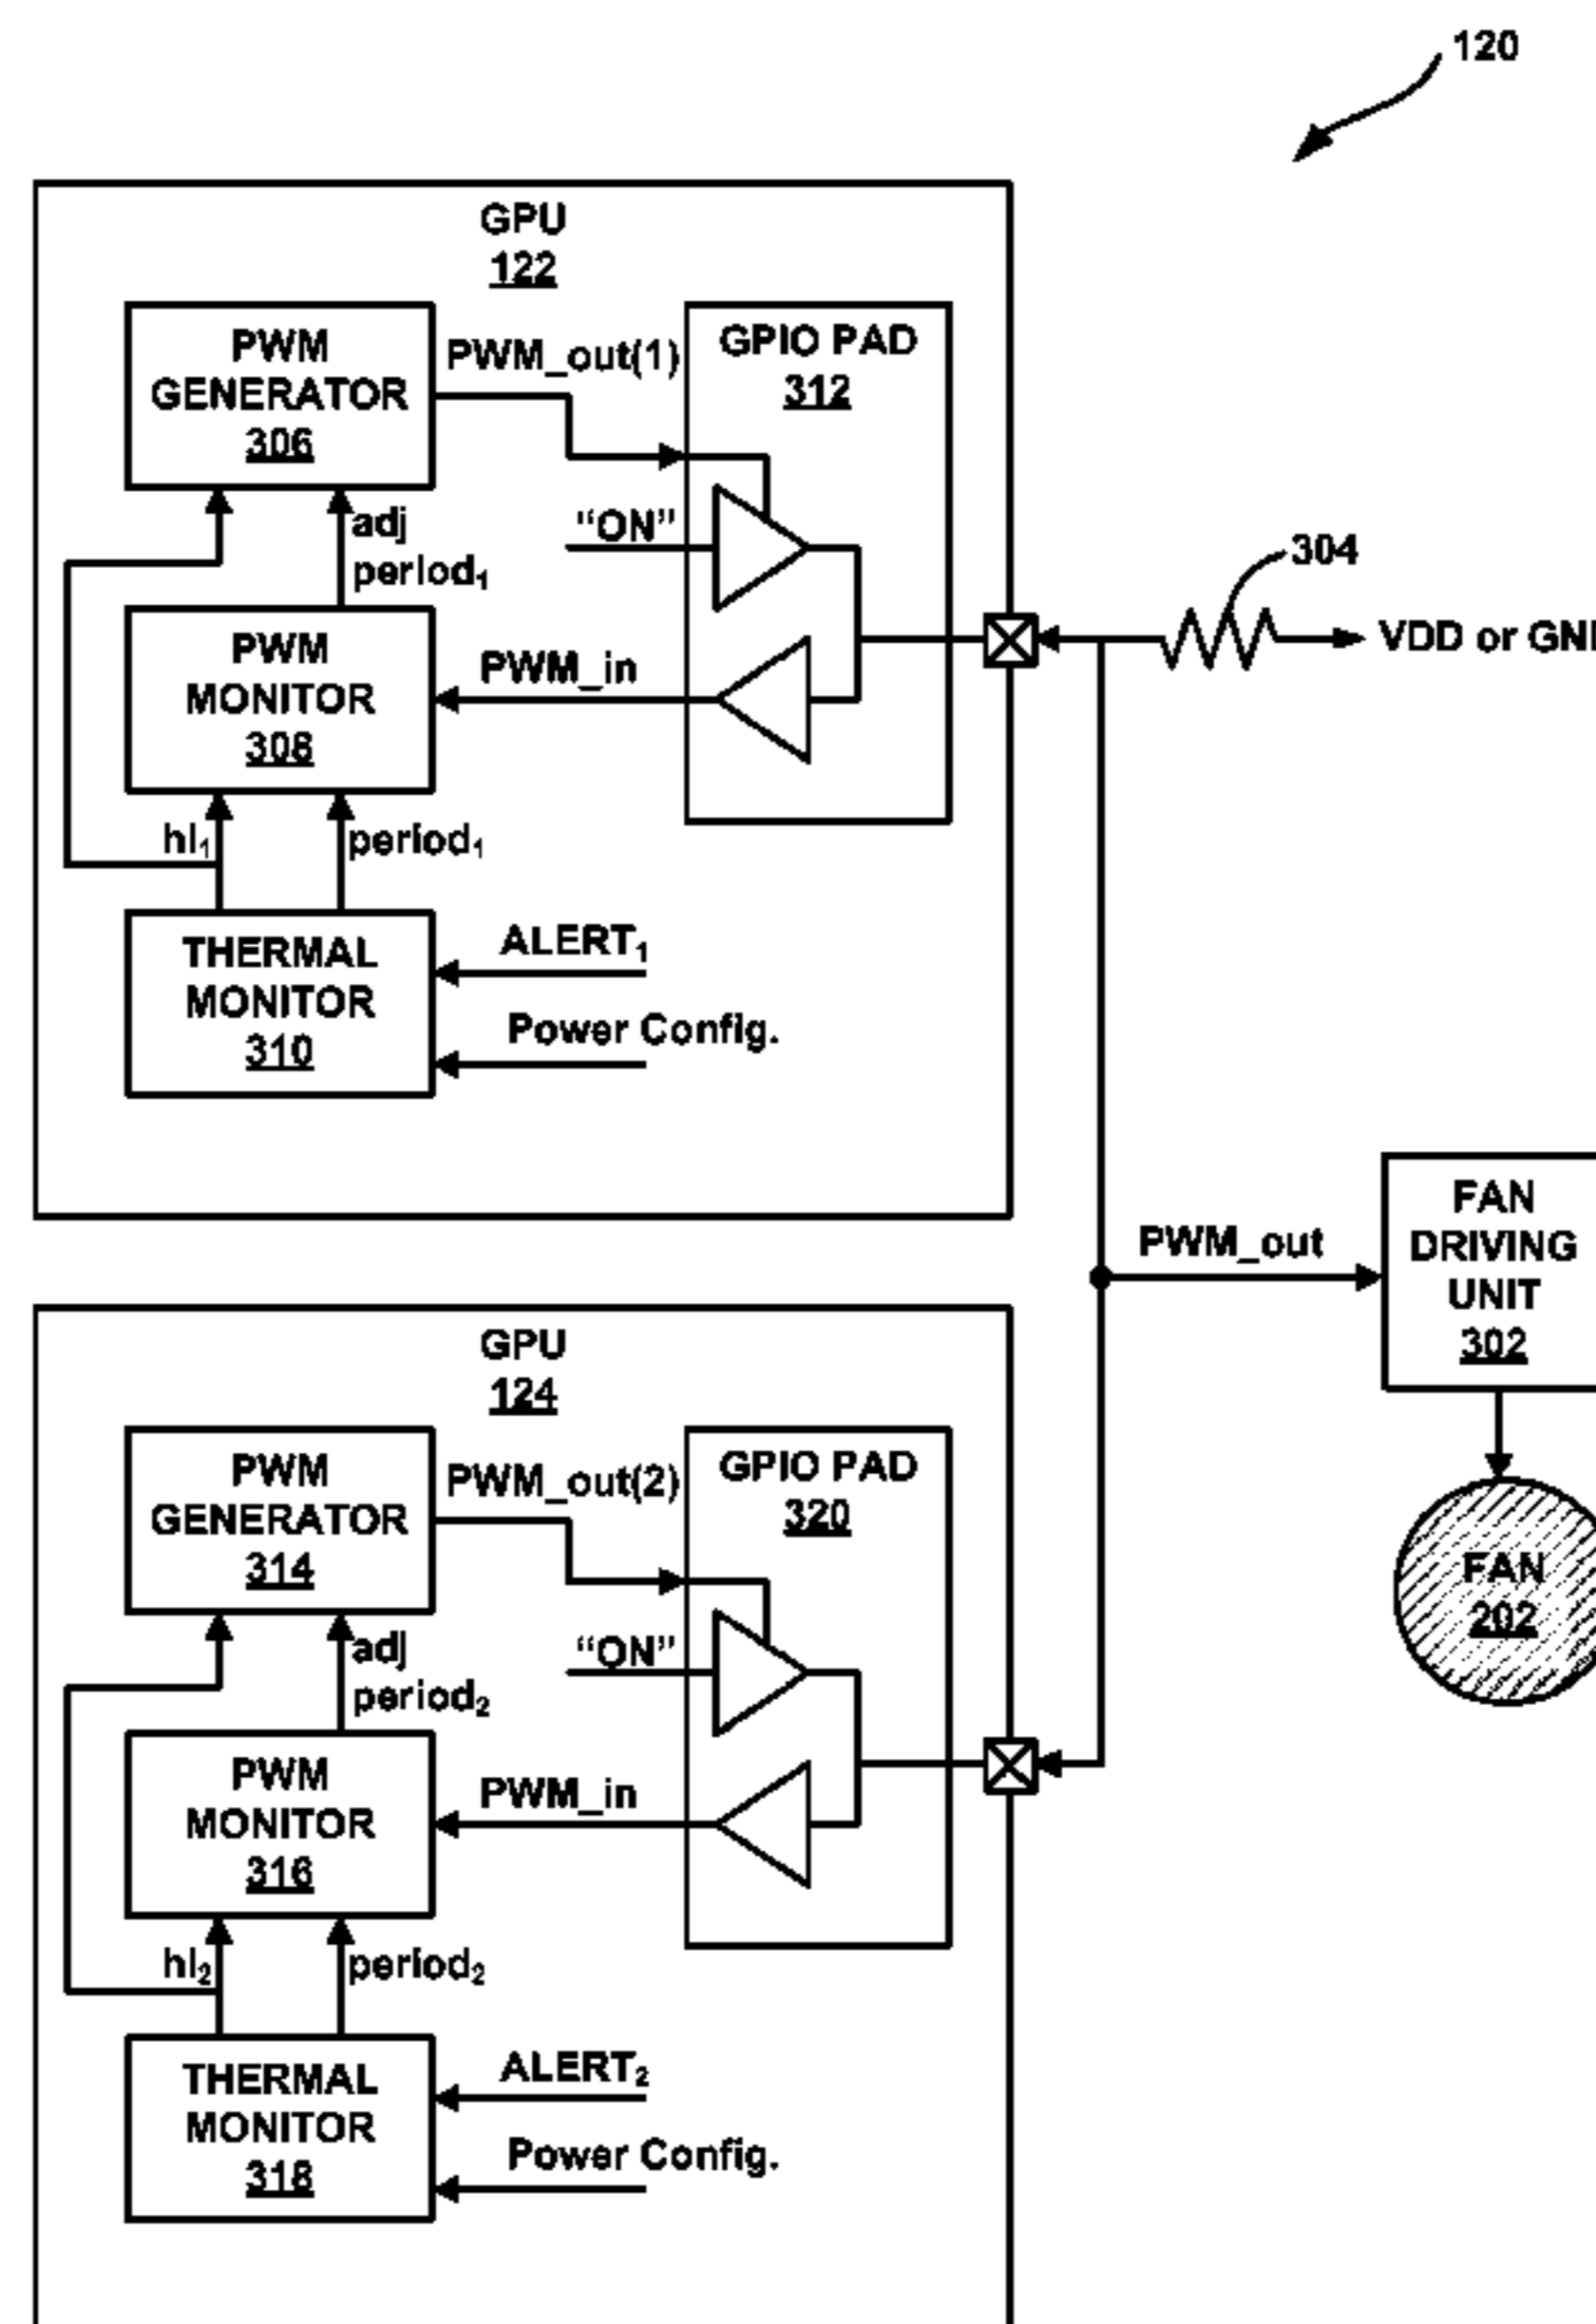 120
GPU
122
PWM
GENERATOR
306
PWM_out(1)
GPIO PAD
312
"ON"
adj
period₁
304
VDD or GN
PWM
MONITOR
308
PWM_in
hl₁
period₁
THERMAL
MONITOR
310
ALERT₁
Power Config.
FAN
DRIVING
UNIT
302
PWM_out
GPU
124
PWM
GENERATOR
314
PWM_out(2)
GPIO PAD
320
"ON"
FAN
202
adj
period₂
PWM
MONITOR
316
PWM_in
hl₂
period₂
THERMAL
MONITOR
318
ALERT₂
Power Config.